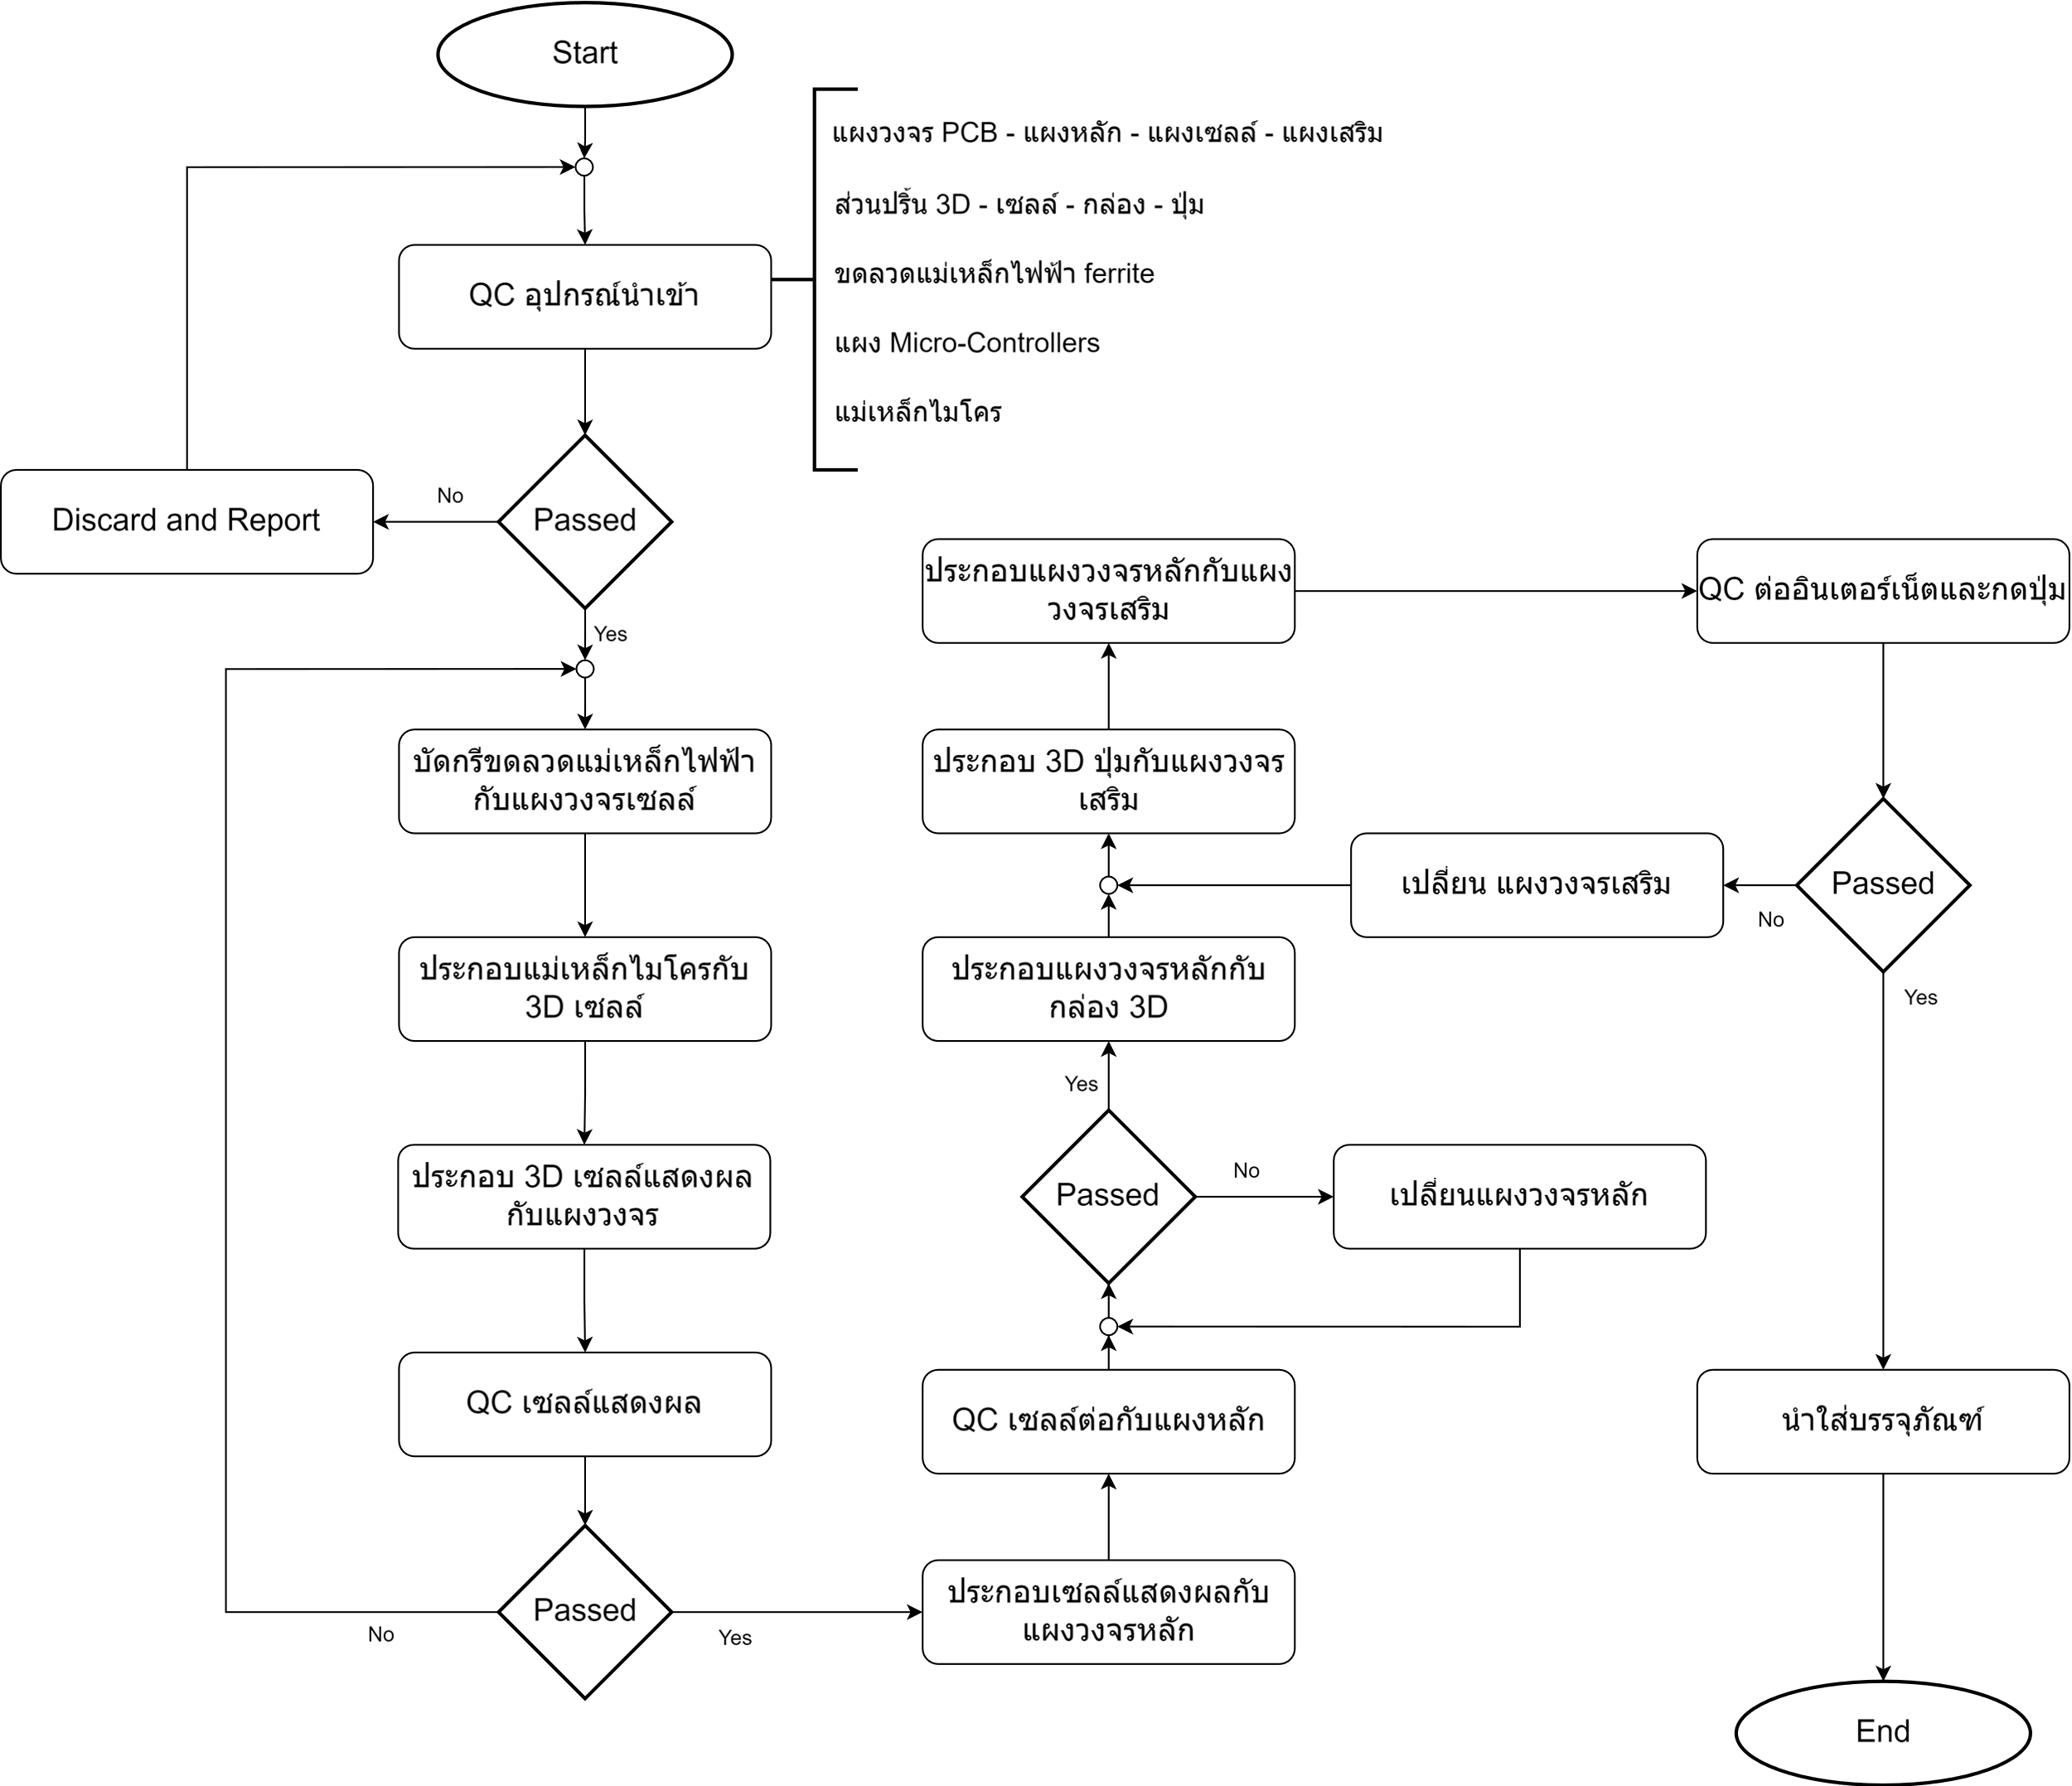 Start
แผงวงจร PCB - แผงหลัก - แผงเซลล์ - แผงเสริม
ส่วนปริ้น 3D - เซลล์ - กล่อง - ปุ่ม
QC อุปกรณ์นำเข้า
ขดลวดแม่เหล็กไฟฟ้า ferrite
แผง Micro-Controllers
แม่เหล็กไมโคร
Discard and Report
No
Passed
Yes
บัดกรีขดลวดแม่เหล็กไฟฟ้า
กับแผงวงจรเซลล์
ประกอบแม่เหล็กไมโครกับ
3D เซลล์
ประกอบ 3D เซลล์แสดงผล
กับแผงวงจร
QC เซลล์แสดงผล
Passed
No
Yes
ประกอบเซลล์แสดงผลกับ
แผงวงจรหลัก
QC เซลล์ต่อกับแผงหลัก
Passed
No
เปลี่ยนแผงวงจรหลัก
Yes
ประกอบแผงวงจรหลักกับ
กล่อง 3D
ประกอบ 3D ปุ่มกับแผงวงจร
เสริม
ประกอบแผงวงจรหลักกับแผง
วงจรเสริม
QC ต่ออินเตอร์เน็ตและกดปุ่ม
Passed
No
เปลี่ยน แผงวงจรเสริม
Yes
นำใส่บรรจุภัณฑ์
End